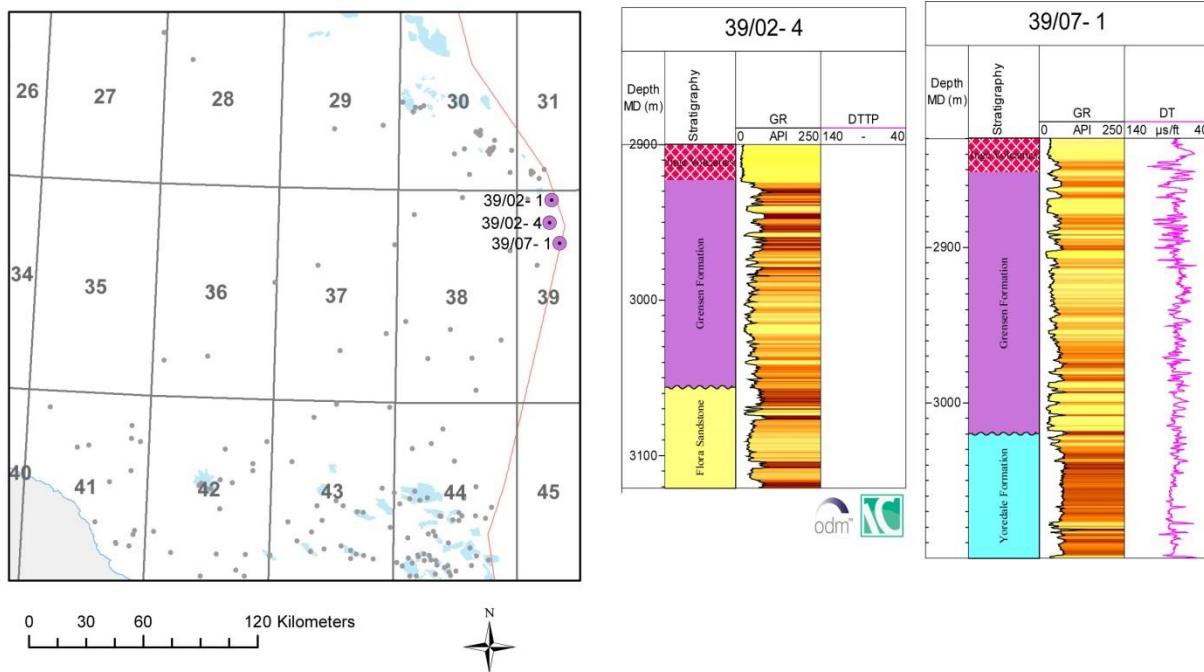 26
27
28
29
30
31
39/02- 1
39/02- 4
39/07- 1
34
35
36
37
38
39
40
41
42
43
44
45
0 30 60 120 Kilometers
N
39/02- 4
Depth
MD (m)
Stratigraphy
GR
0 API 250
DTTP
140 - 40
2900
3000
3100
Grensen Formation
Flora Sandstone
odm™
39/07- 1
Depth
MD (m)
Stratigraphy
GR
0 API 250
DT
140 µs/ft 40
2900
3000
Grensen Formation
Yoredale Formation